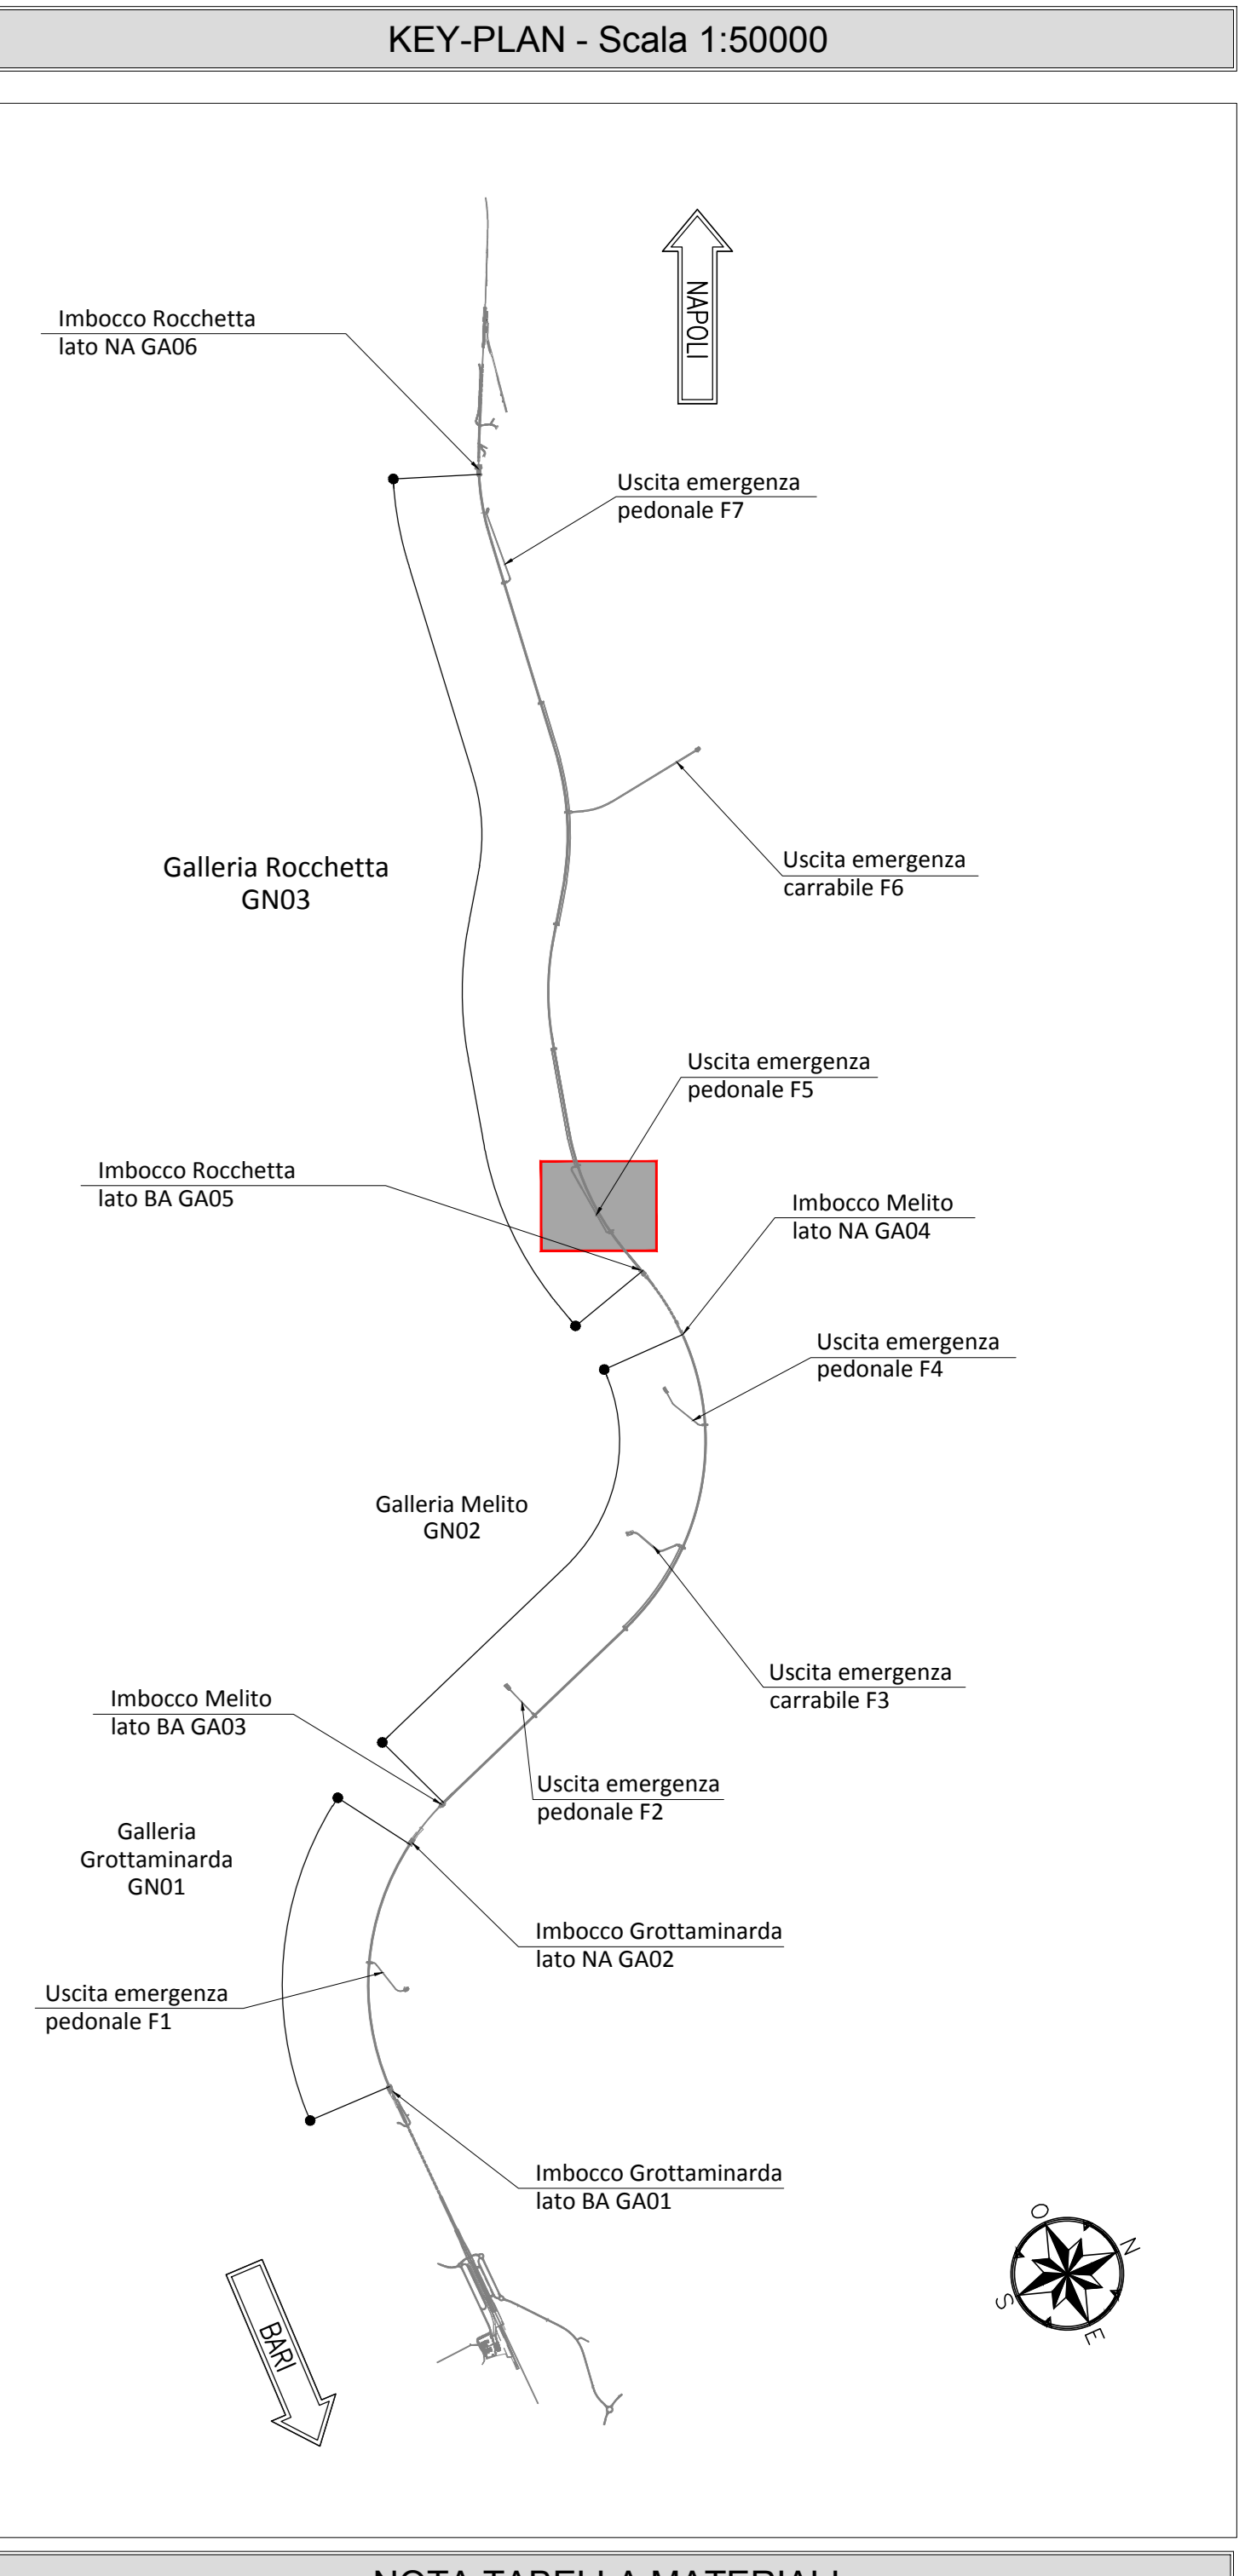 KEY-PLAN - Scala 1:50000
NAPOLI
Imbocco Rocchetta
lato NA GA06
Uscita emergenza
pedonale F7
Uscita emergenza
carrabile F6
Galleria Rocchetta
GN03
Uscita emergenza
pedonale F5
Imbocco Rocchetta
lato BA GA05
Imbocco Melito
lato NA GA04
Uscita emergenza
pedonale F4
Galleria Melito
GN02
Uscita emergenza
carrabile F3
Imbocco Melito
lato BA GA03
Uscita emergenza
pedonale F2
Galleria
Grottaminarda
GN01
Imbocco Grottaminarda
lato NA GA02
Uscita emergenza
pedonale F1
Imbocco Grottaminarda
lato BA GA01
O
N
S
E
BARI
NOTA TABELLA MATERIALI